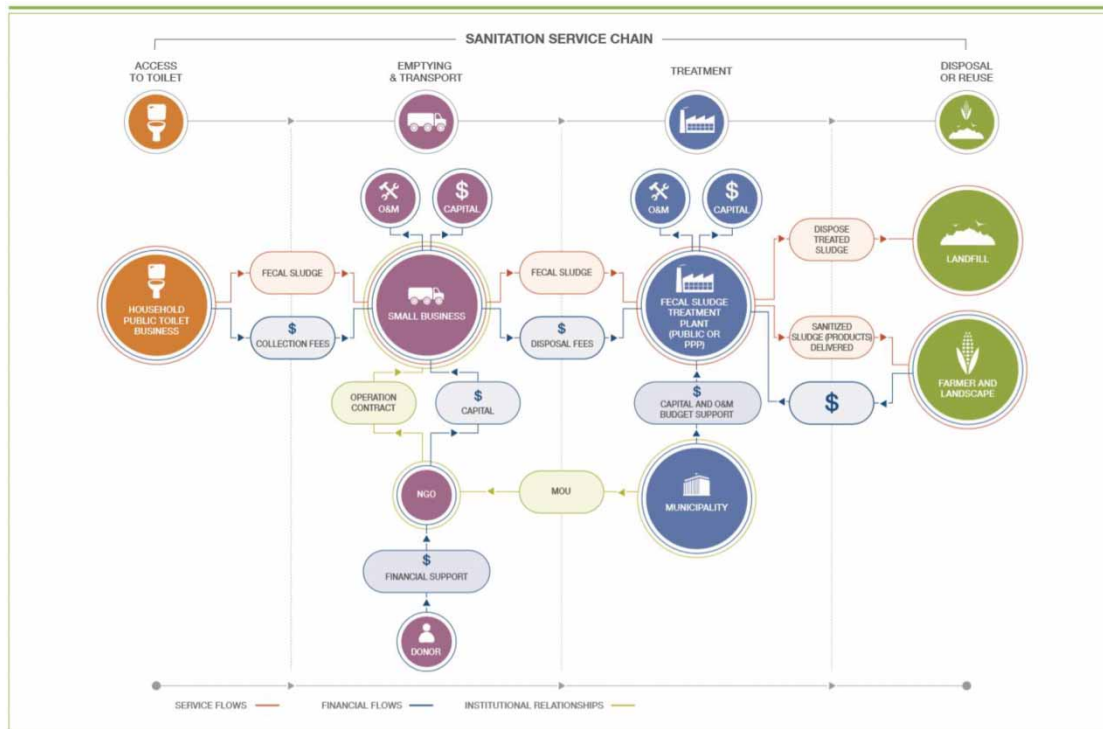 SANITATION SERVICE CHAIN
ACCESS
TO TOILET
EMPTYING
& TRANSPORT
TREATMENT
DISPOSAL
OR REUSE
O&M
$
CAPITAL
O&M
$
CAPITAL
HOUSEHOLD
PUBLIC TOILET
BUSINESS
FECAL SLUDGE
$
COLLECTION FEES
SMALL BUSINESS
FECAL SLUDGE
$
DISPOSAL FEES
FECAL SLUDGE
TREATMENT
PLANT
(PUBLIC OR
PPP)
DISPOSE
TREATED
SLUDGE
LANDFILL
SANITIZED
SLUDGE (PRODUCTS)
DELIVERED
FARMER AND
LANDSCAPE
$
OPERATION
CONTRACT
$
CAPITAL
$
CAPITAL AND O&M
BUDGET SUPPORT
NGO
MOU
MUNICIPALITY
$
FINANCIAL SUPPORT
DONOR
SERVICE FLOWS
FINANCIAL FLOWS
INSTITUTIONAL RELATIONSHIPS